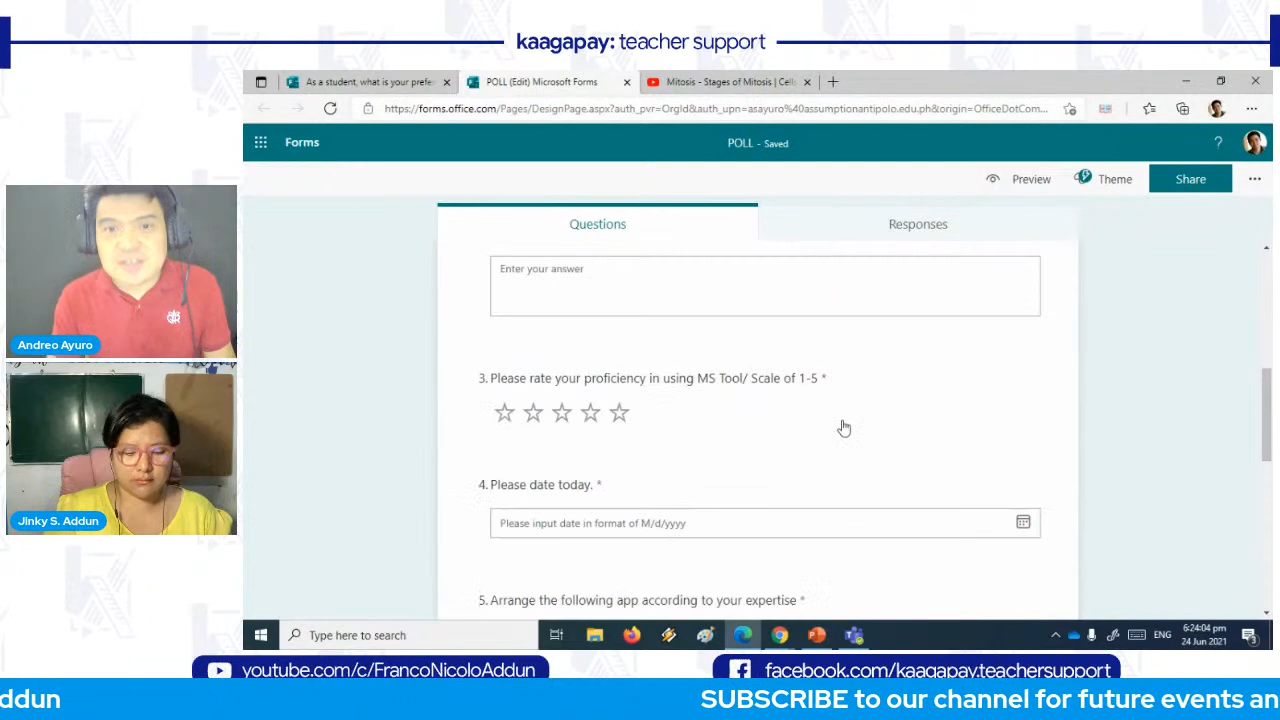 kaagapay: teacher support
As a student, what is your prefe
POLL (Edit) Microsoft Forms
Mitosis - Stages of Mitosis | Cell
https://forms.office.com/Pages/DesignPage.aspx?auth_pvr=OrgId&auth_upn=asayuro%40assumptionantipolo.edu.ph&origin=OfficeDotCom...
Forms
POLL - Saved
?
Preview
Theme
Share
Questions
Responses
Enter your answer
3. Please rate your proficiency in using MS Tool/ Scale of 1-5 *
4. Please date today. *
Please input date in format of M/d/yyyy
5. Arrange the following app according to your expertise *
Andreo Ayuro
Jinky S. Addun
Type here to search
ENG
6:24:04 pm
24 Jun 2021
3
youtube.com/c/FrancoNicoloAddun
facebook.com/kaagapay.teachersupport
ddun
SUBSCRIBE to our channel for future events an